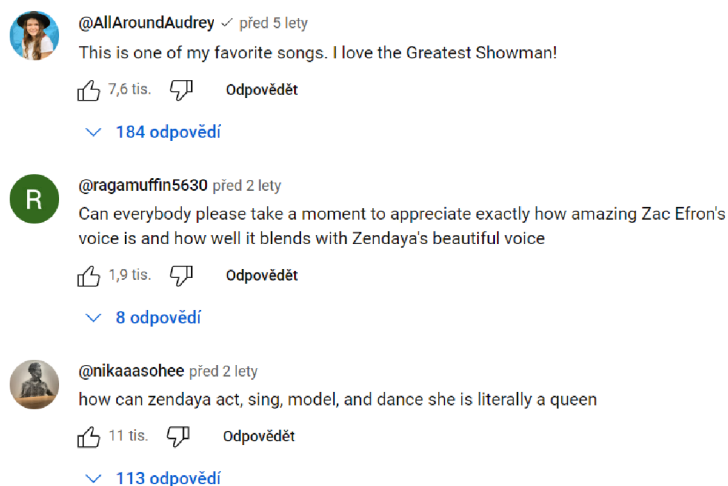 @AllAroundAudrey před 5 lety
This is one of my favorite songs. I love the Greatest Showman!
7,6 tis. Odpovědět
184 odpovědí
R
@ragamuffin5630 před 2 lety
Can everybody please take a moment to appreciate exactly how amazing Zac Efron's
voice is and how well it blends with Zendaya's beautiful voice
1,9 tis. Odpovědět
8 odpovědí
@nikaaasohee před 2 lety
how can zendaya act, sing, model, and dance she is literally a queen
11 tis. Odpovědět
113 odpovědí